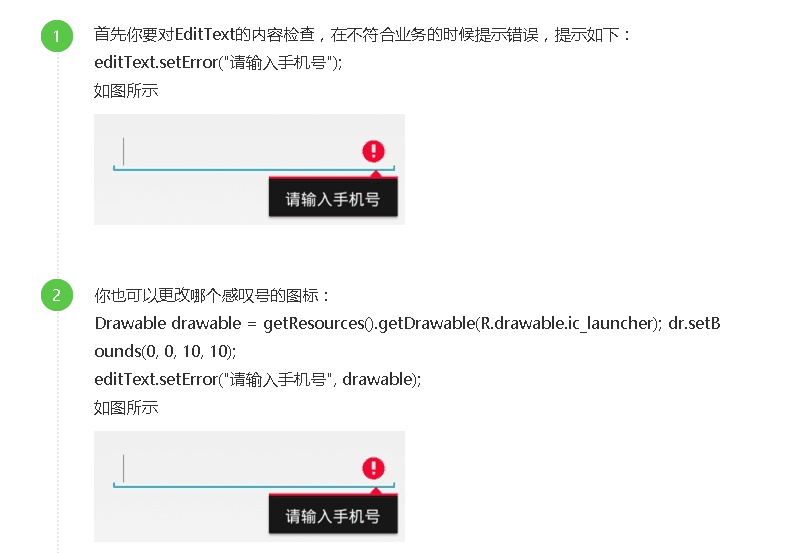 1
首先你要对EditText的内容检查，在不符合业务的时候提示错误，提示如下：
editText.setError("请输入手机号");
如图所示
请输入手机号
2
你也可以更改哪个感叹号的图标：
Drawable drawable = getResources().getDrawable(R.drawable.ic_launcher); dr.setB
ounds(0, 0, 10, 10);
editText.setError("请输入手机号", drawable);
如图所示
请输入手机号